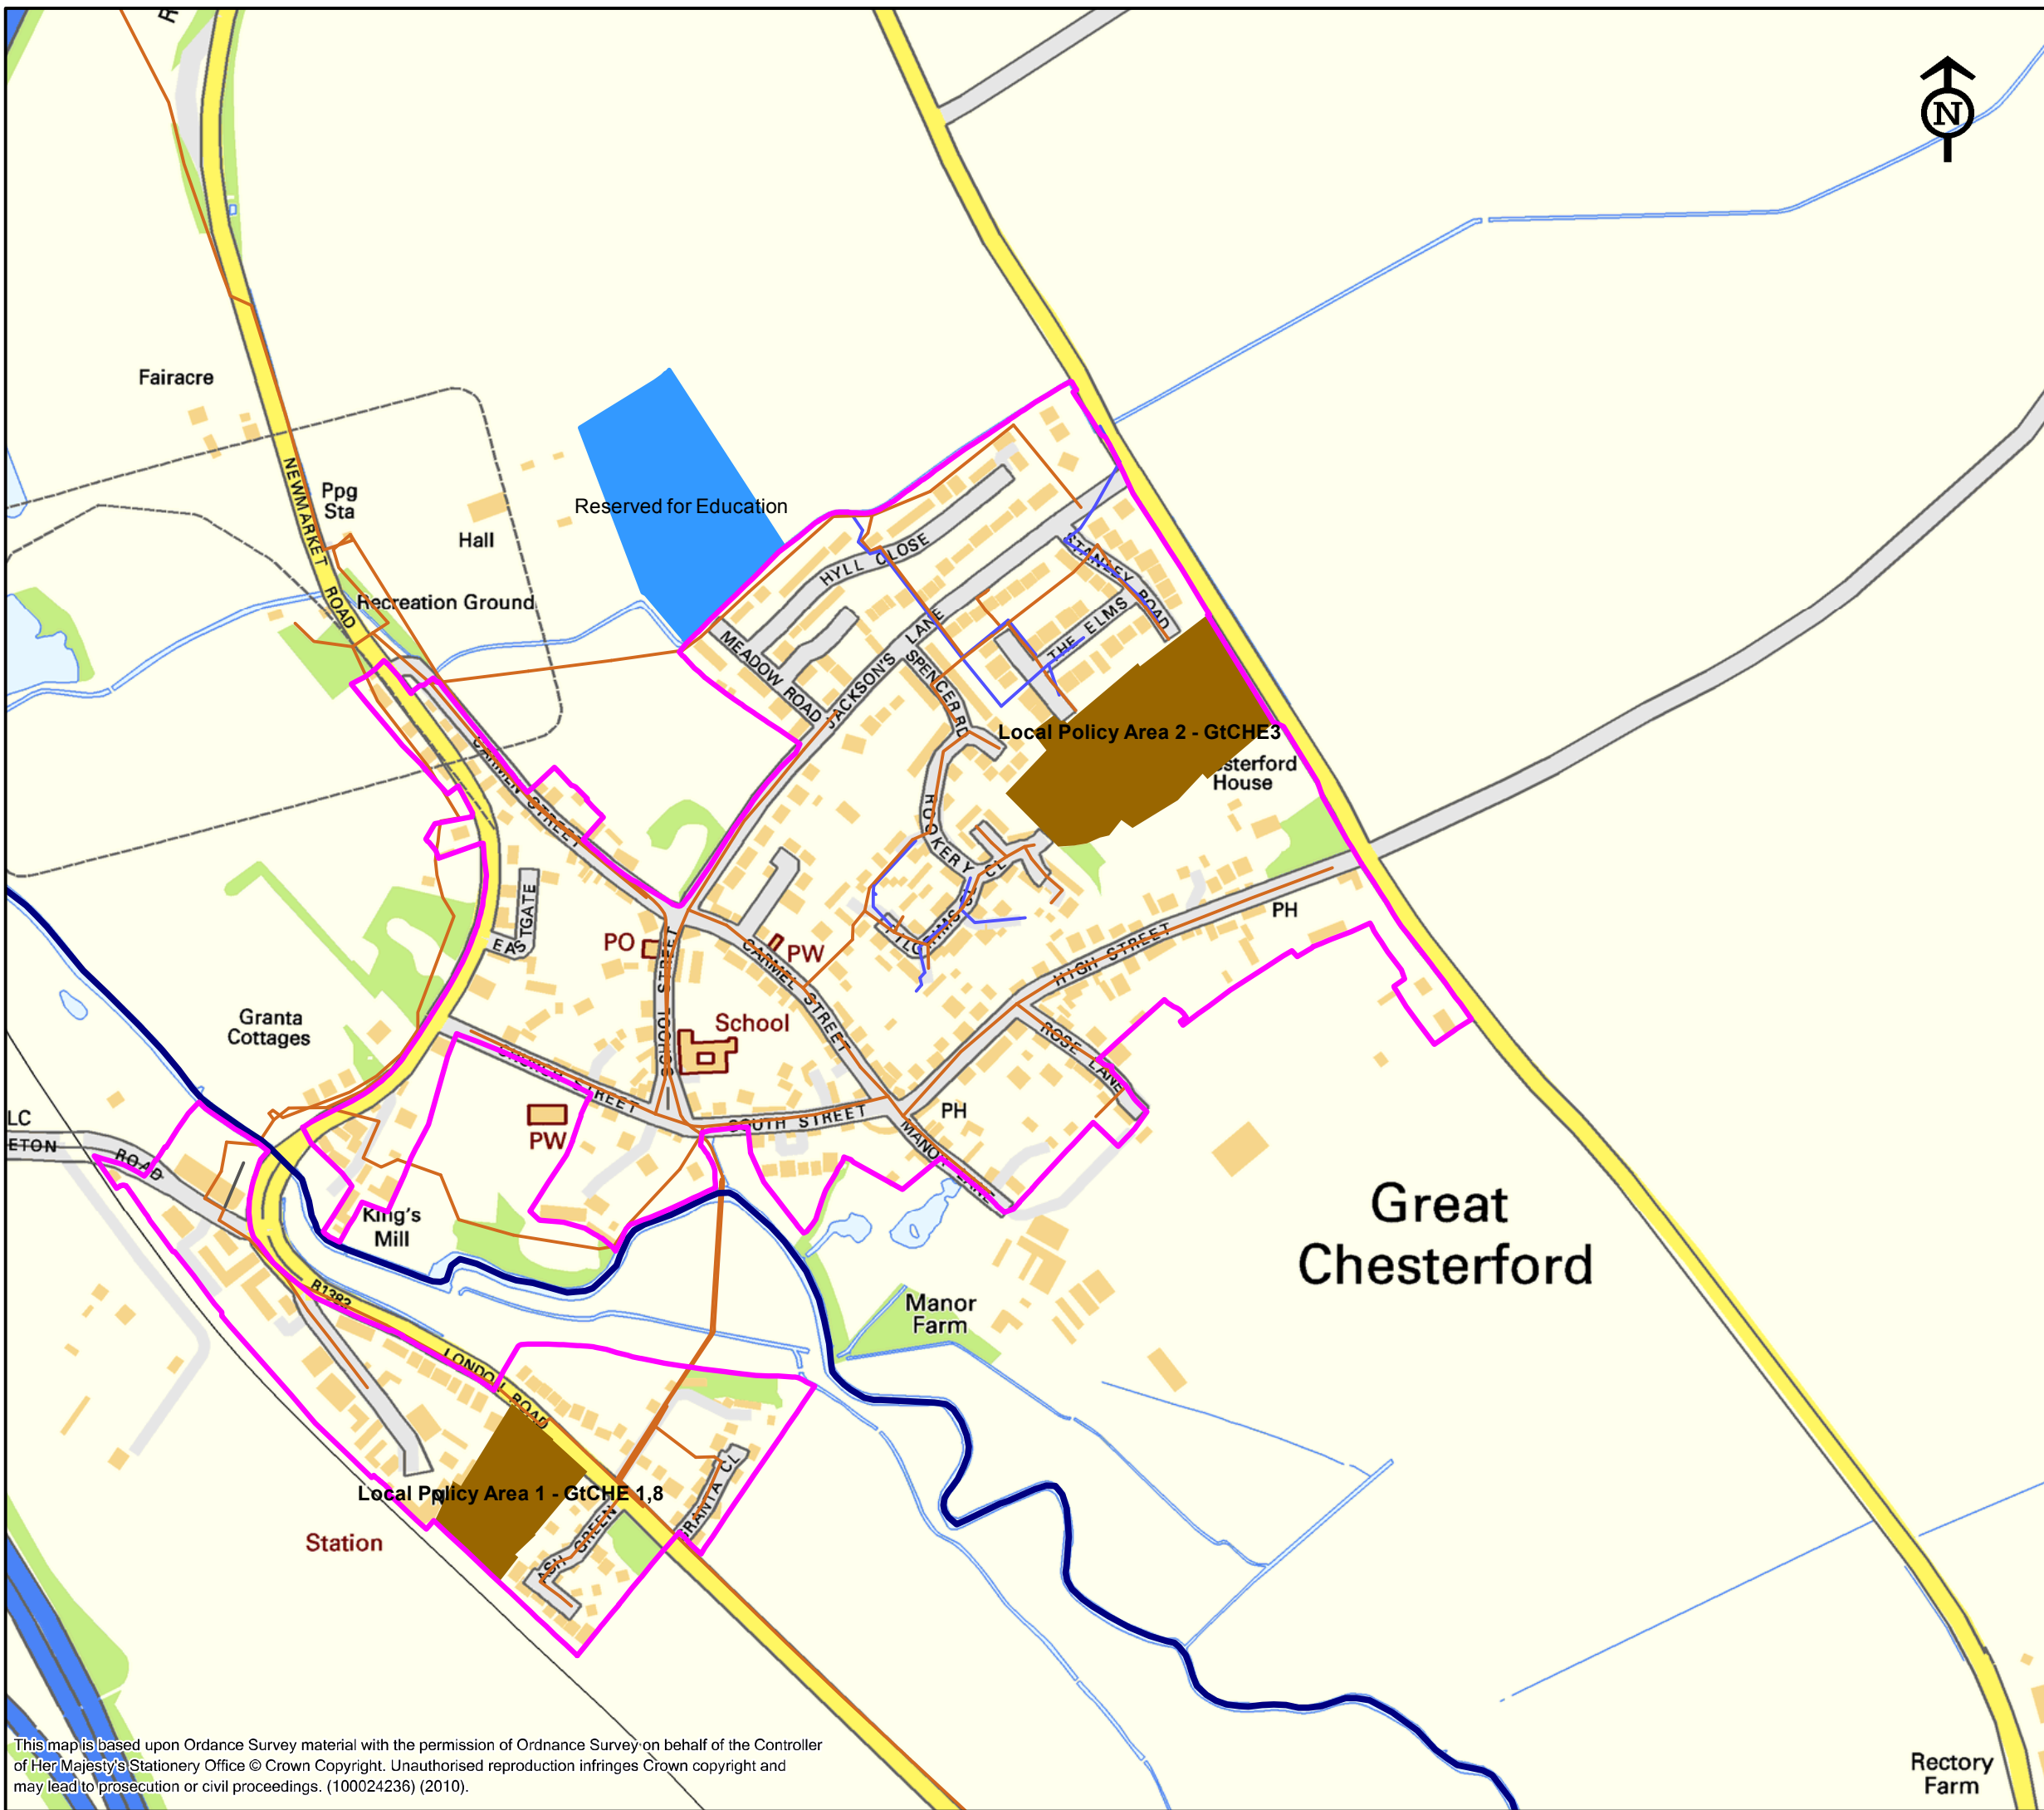 N
Fairacre
NEWMARKET ROAD
Ppg
Sta
Hall
Reserved for Education
Recreation Ground
HYLL CLOSE
STANLEY ROAD
THE ELMS
MEADOW ROAD
JACKSON'S LANE
SPENCER RD
Local Policy Area 2 - GtCHE3
esterford
House
CARMEN STREET
ROOKERY CL
EASTGATE
PO
PW
CARMEL STREET
SCHOOL STREET
School
HIGH STREET
PH
Granta
Cottages
CHURCH STREET
ROSE LANE
PW
SOUTH STREET
PH
MANOR LANE
LC
ETON ROAD
King's
Mill
Great
Chesterford
B1383
LONDON ROAD
Manor
Farm
Local Policy Area 1 - GtCHE 1,8
Station
ASH GREEN
GRANTA CL
Rectory
Farm
This map is based upon Ordance Survey material with the permission of Ordnance Survey on behalf of the Controller
of Her Majesty's Stationery Office © Crown Copyright. Unauthorised reproduction infringes Crown copyright and
may lead to prosecution or civil proceedings. (100024236) (2010).